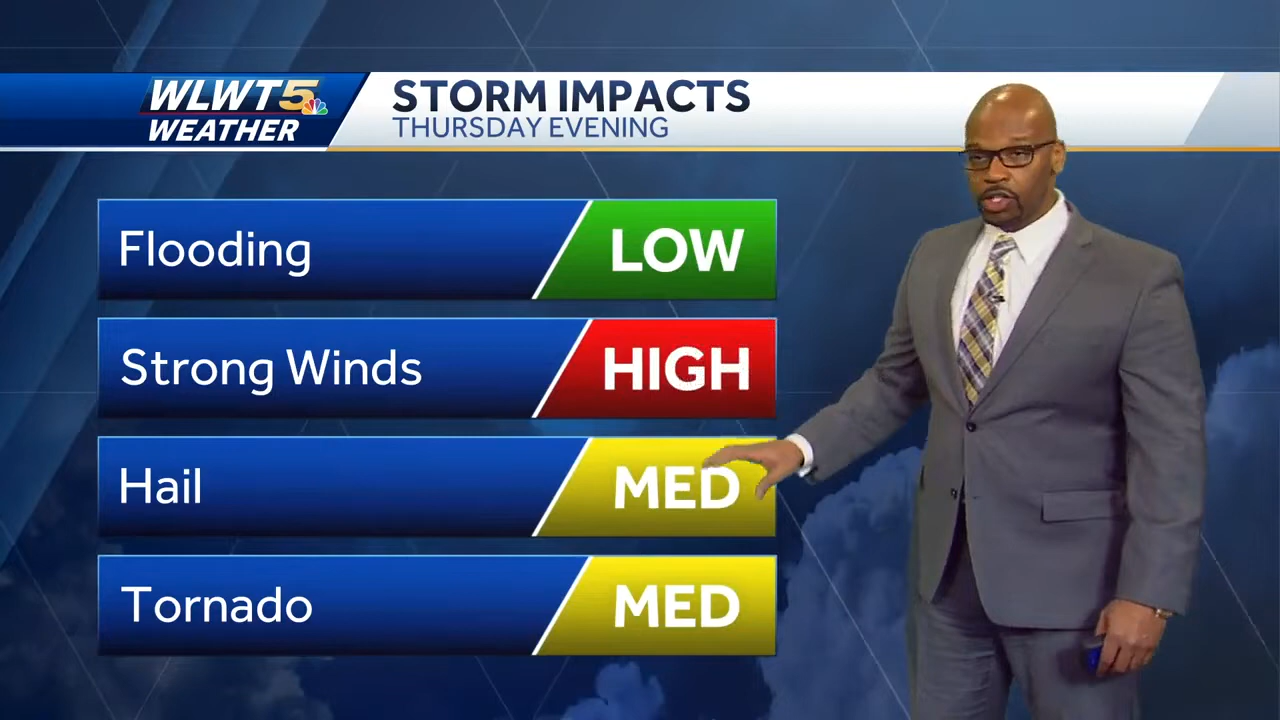 WLWT5
WEATHER
STORM IMPACTS
THURSDAY EVENING
Flooding LOW
Strong Winds HIGH
Hail MED
Tornado MED